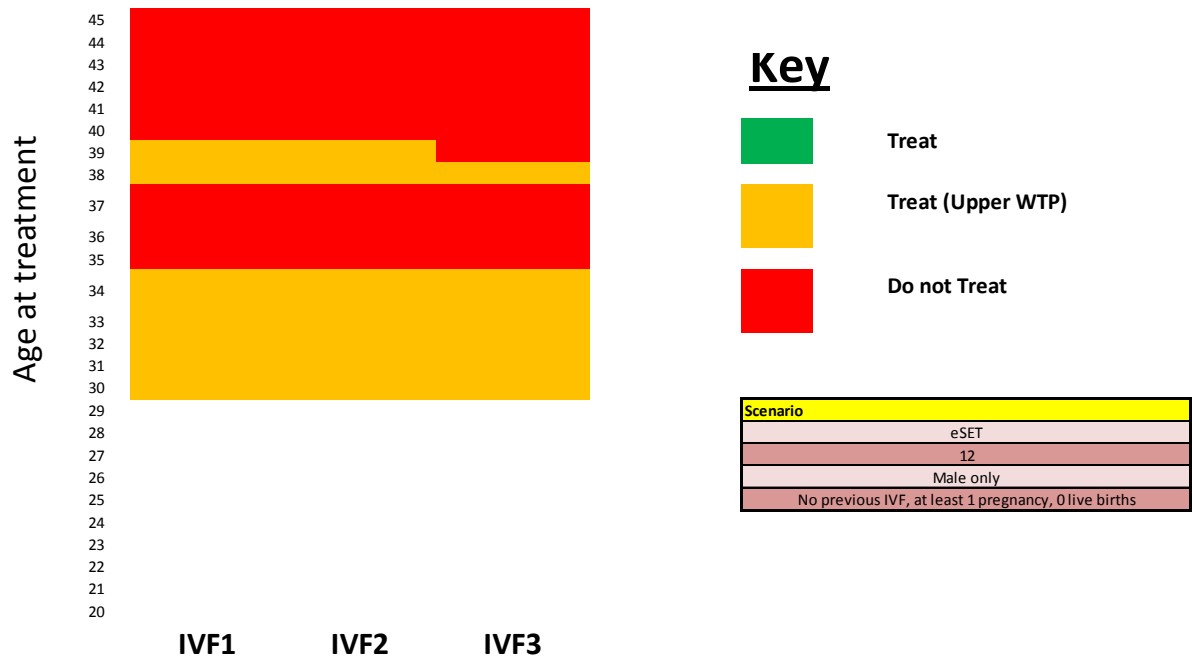 45
44
43
42
41
40
39
38
37
36
35
34
33
32
31
30
29
28
27
26
25
24
23
22
21
20
Age at treatment
IVF1 IVF2 IVF3
Key
Treat
Treat (Upper WTP)
Do not Treat
Scenario
eSET
12
Male only
No previous IVF, at least 1 pregnancy, 0 live births